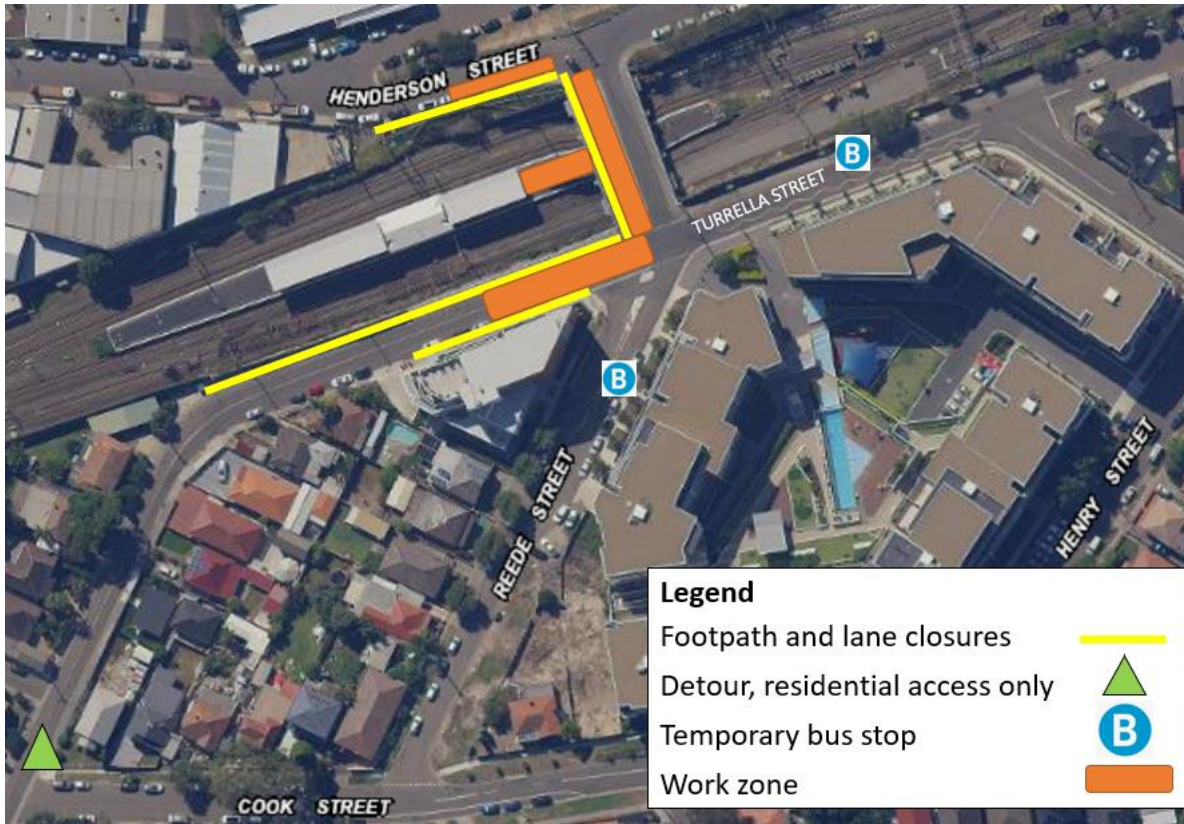 HENDERSON STREET
B
TURRELLA STREET
B
REEDE STREET
HENRY STREET
COOK STREET
Legend
Footpath and lane closures
Detour, residential access only
Temporary bus stop
B
Work zone